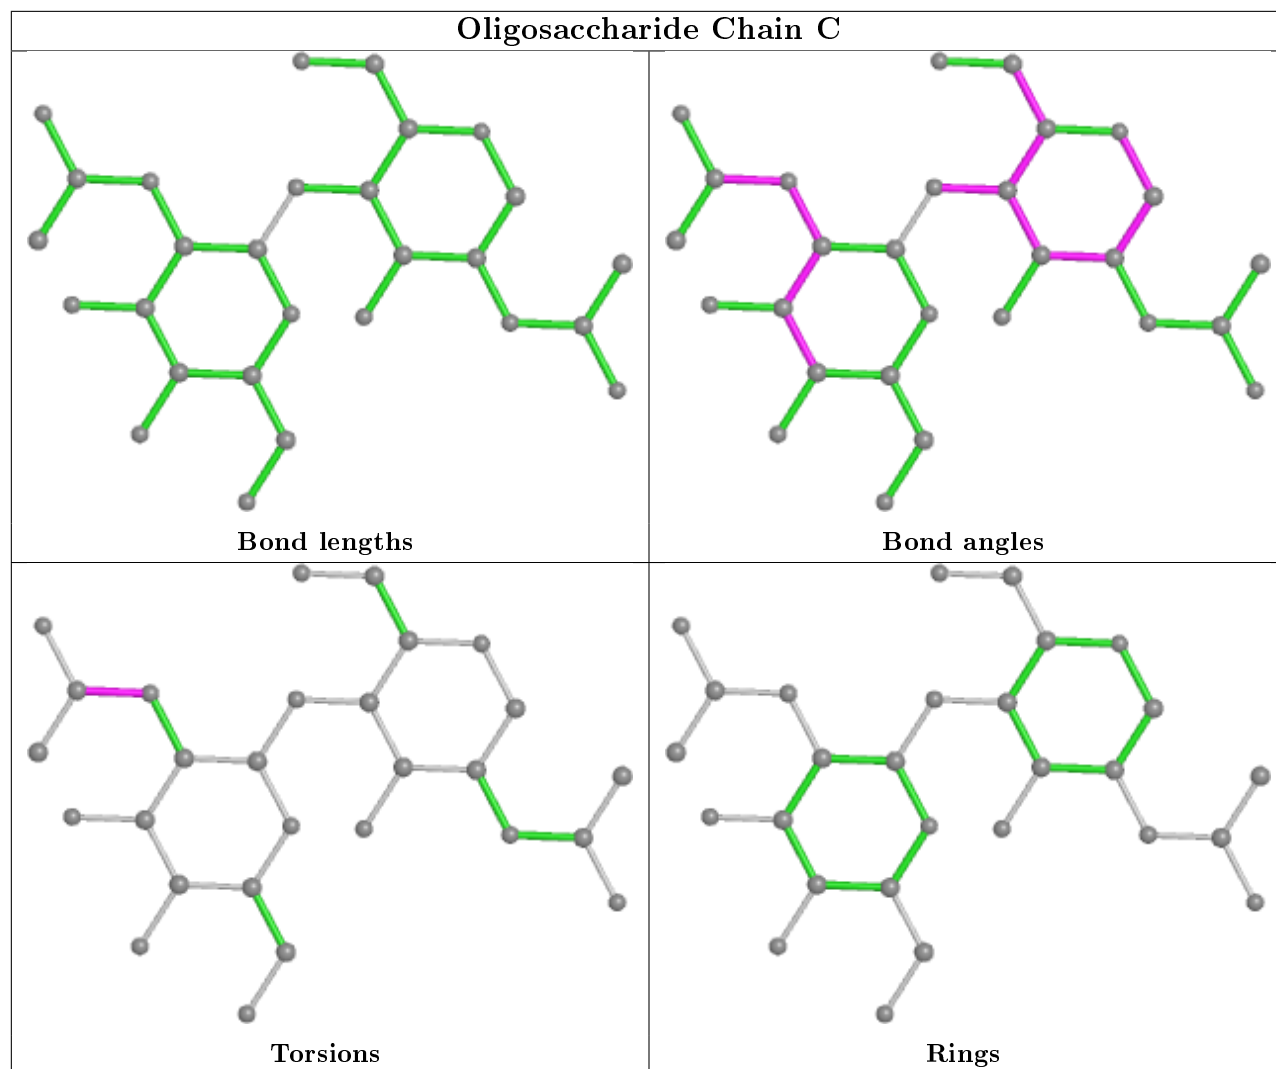 Oligosaccharide Chain C
Bond lengths
Bond angles
Torsions
Rings